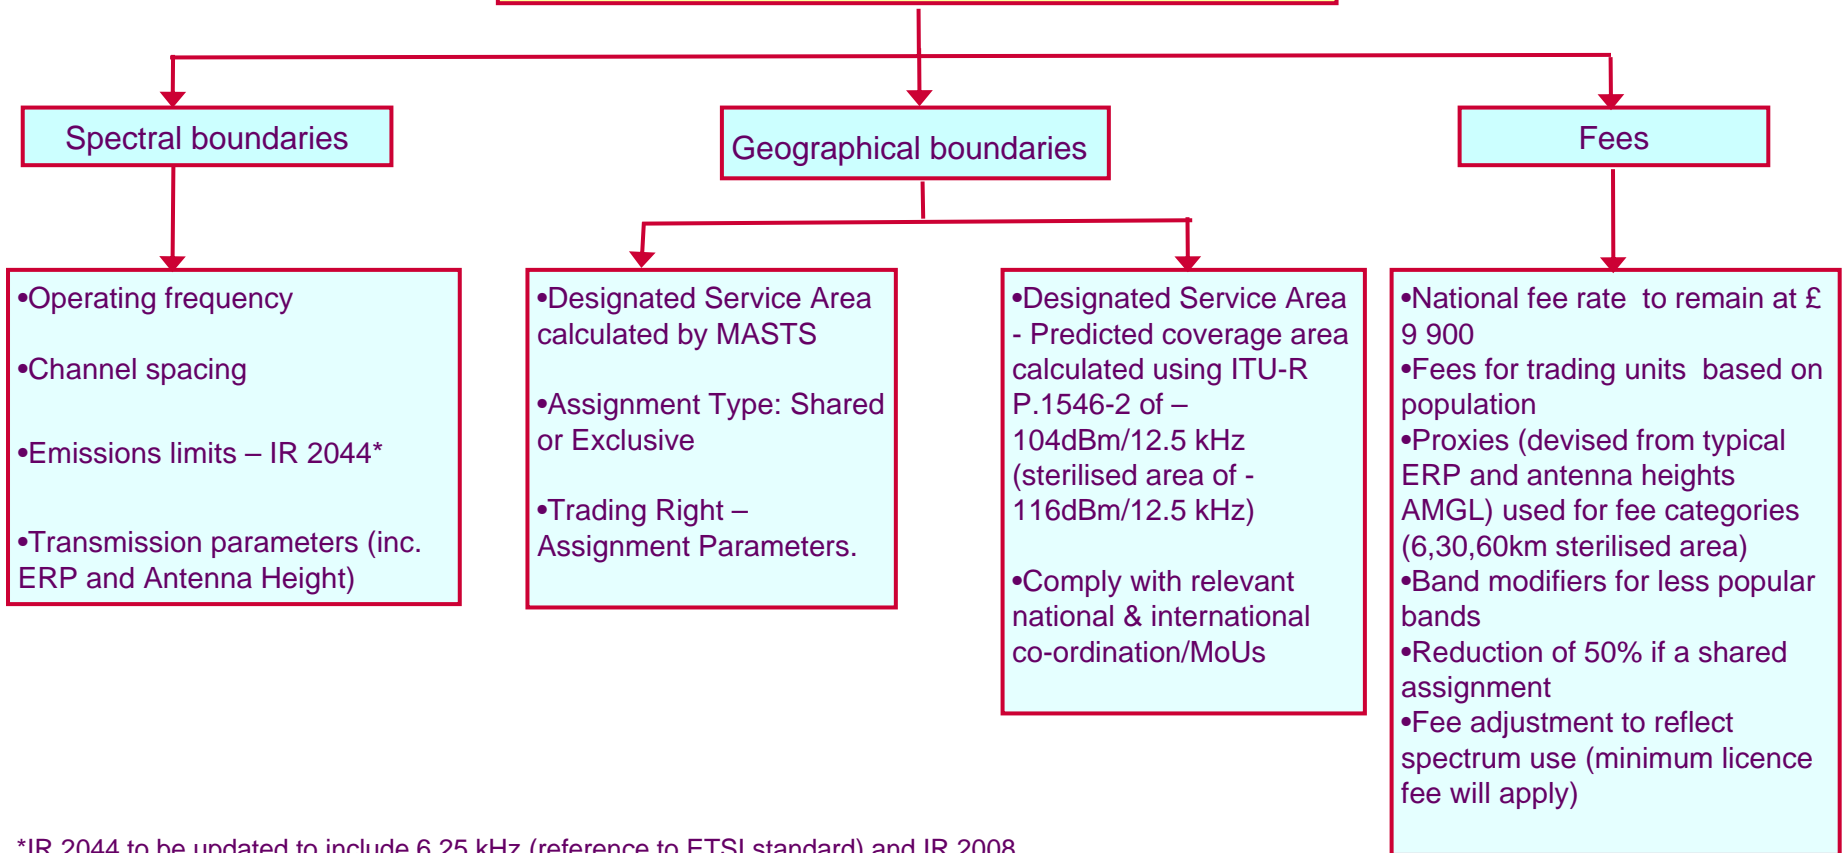 Spectral boundaries
Geographical boundaries
Fees
•Operating frequency
•Channel spacing
•Emissions limits – IR 2044*
•Transmission parameters (inc.
ERP and Antenna Height)
•Designated Service Area
calculated by MASTS
•Assignment Type: Shared
or Exclusive
•Trading Right –
Assignment Parameters.
•Designated Service Area
- Predicted coverage area
calculated using ITU-R
P.1546-2 of –
104dBm/12.5 kHz
(sterilised area of -
116dBm/12.5 kHz)
•Comply with relevant
national & international
co-ordination/MoUs
•National fee rate  to remain at £
9 900
•Fees for trading units  based on
population
•Proxies (devised from typical
ERP and antenna heights
AMGL) used for fee categories
(6,30,60km sterilised area)
•Band modifiers for less popular
bands
•Reduction of 50% if a shared
assignment
•Fee adjustment to reflect
spectrum use (minimum licence
fee will apply)
*IR 2044 to be updated to include 6.25 kHz (reference to ETSI standard) and IR 2008